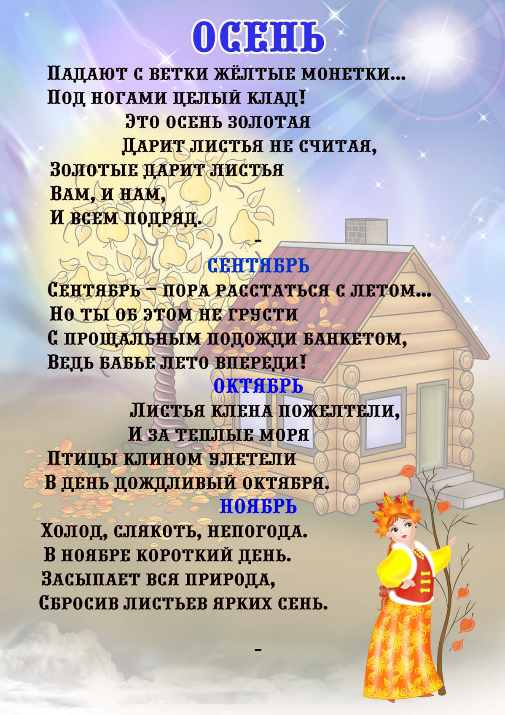 ОСЕНЬ
Падают с ветки жёлтые монетки...
Под ногами целый клад!
Это осень золотая
Дарит листья не считая,
Золотые дарит листья
Вам, и нам,
И всем подряд.
-
СЕНТЯБРЬ
Сентябрь – пора расстаться с летом...
Но ты об этом не грусти
С прощальным подожди банкетом,
Ведь бабье лето впереди!
ОКТЯБРЬ
Листья клена пожелтели,
И за теплые моря
Птицы клином улетели
В день дождливый октября.
НОЯБРЬ
Холод, слякоть, непогода.
В ноябре короткий день.
Засыпает вся природа,
Сбросив листьев ярких сень.
-